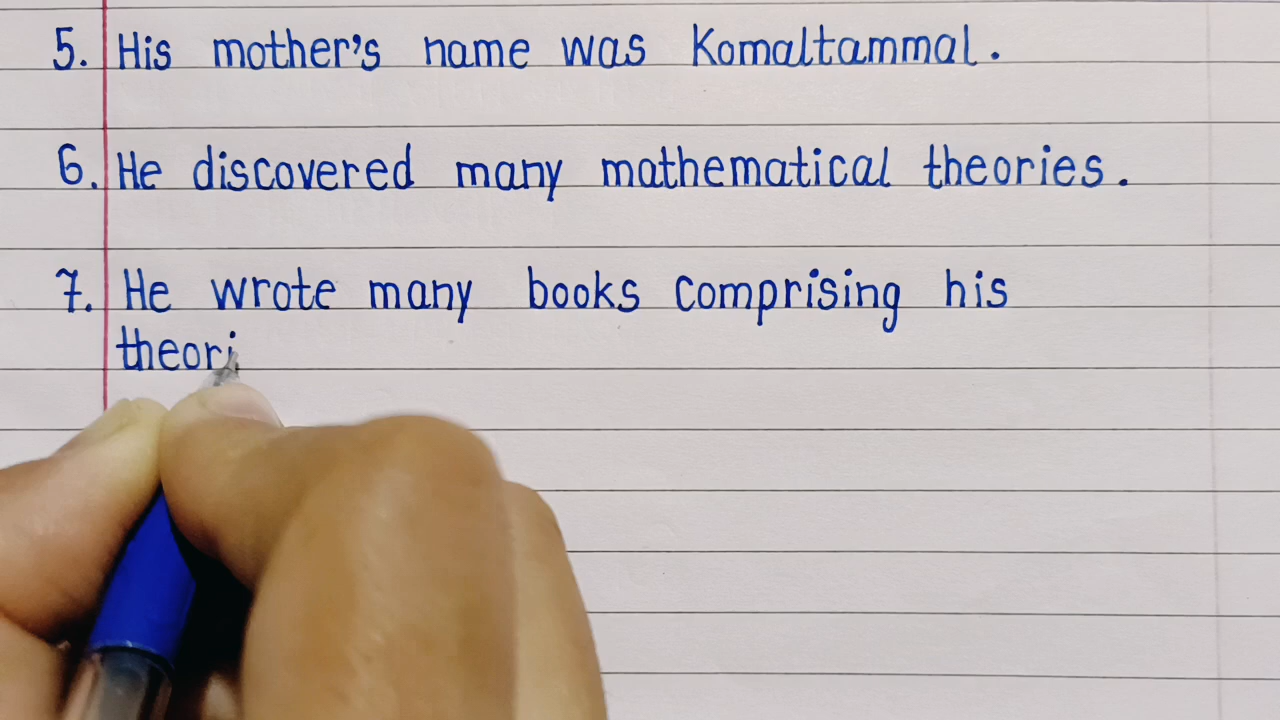 5. His mother's name was Komaltammal.
6. He discovered many mathematical theories.
7. He wrote many books comprising his
theori